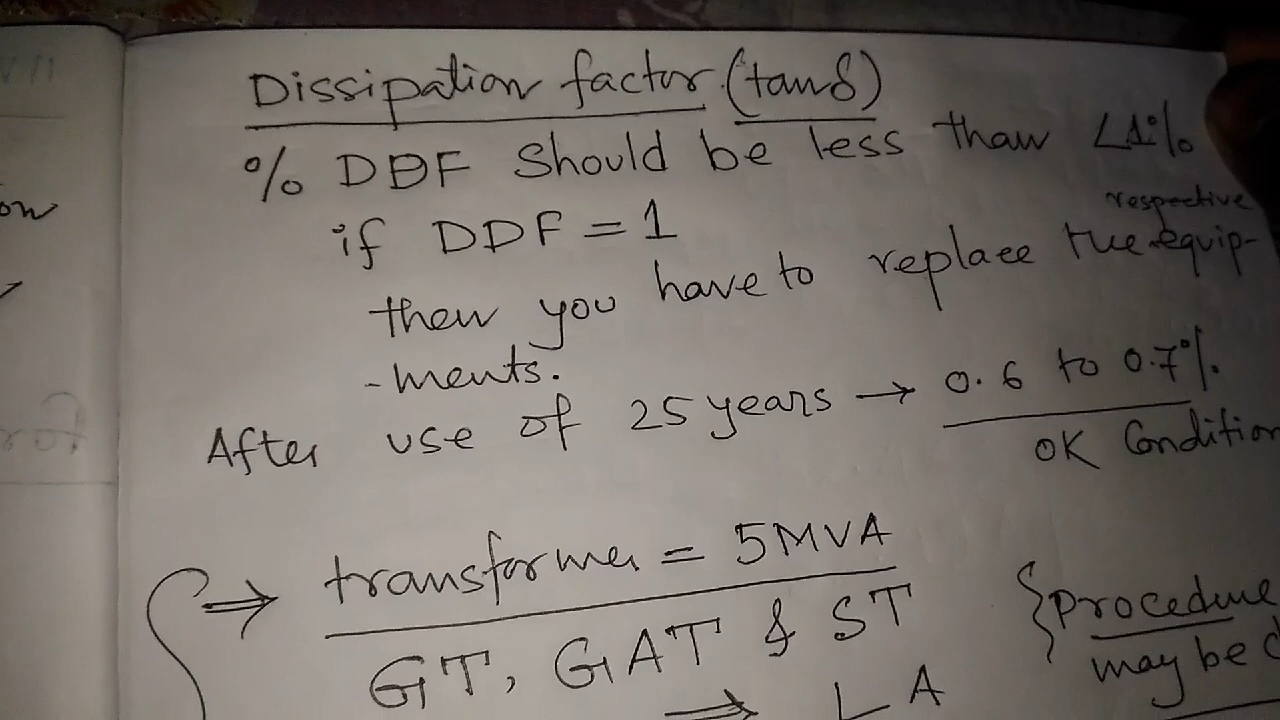 Dissipation factor (tanδ)
% DDF Should be less than <1%
if DDF = 1
respective
then you have to replace the equip-
-ments.
After use of 25 years → 0.6 to 0.7%.
OK Condition
⇒ transformer = 5MVA
GT, GAT & ST
{procedure
may be
⇒ LA
on